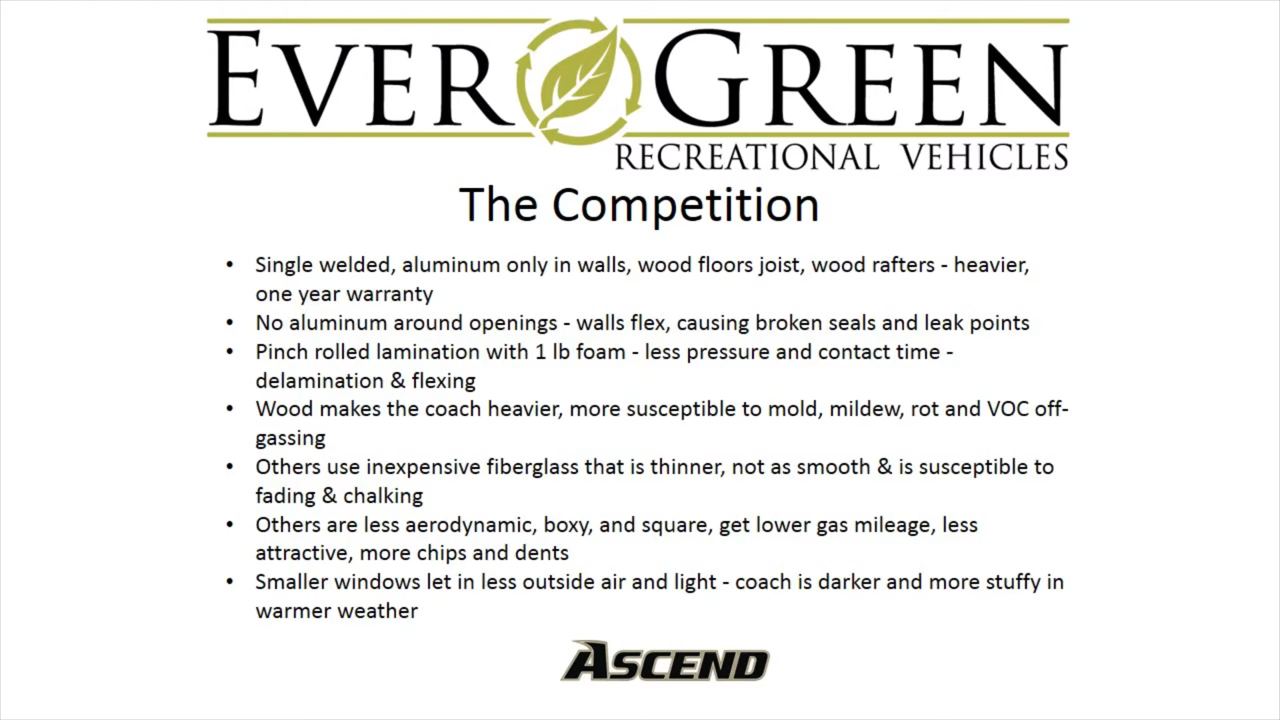 EVERGREEN
RECREATIONAL VEHICLES
The Competition
• Single welded, aluminum only in walls, wood floors joist, wood rafters - heavier,
one year warranty
• No aluminum around openings - walls flex, causing broken seals and leak points
• Pinch rolled lamination with 1 lb foam - less pressure and contact time -
delamination & flexing
• Wood makes the coach heavier, more susceptible to mold, mildew, rot and VOC off-
gassing
• Others use inexpensive fiberglass that is thinner, not as smooth & is susceptible to
fading & chalking
• Others are less aerodynamic, boxy, and square, get lower gas mileage, less
attractive, more chips and dents
• Smaller windows let in less outside air and light - coach is darker and more stuffy in
warmer weather
ASCEND